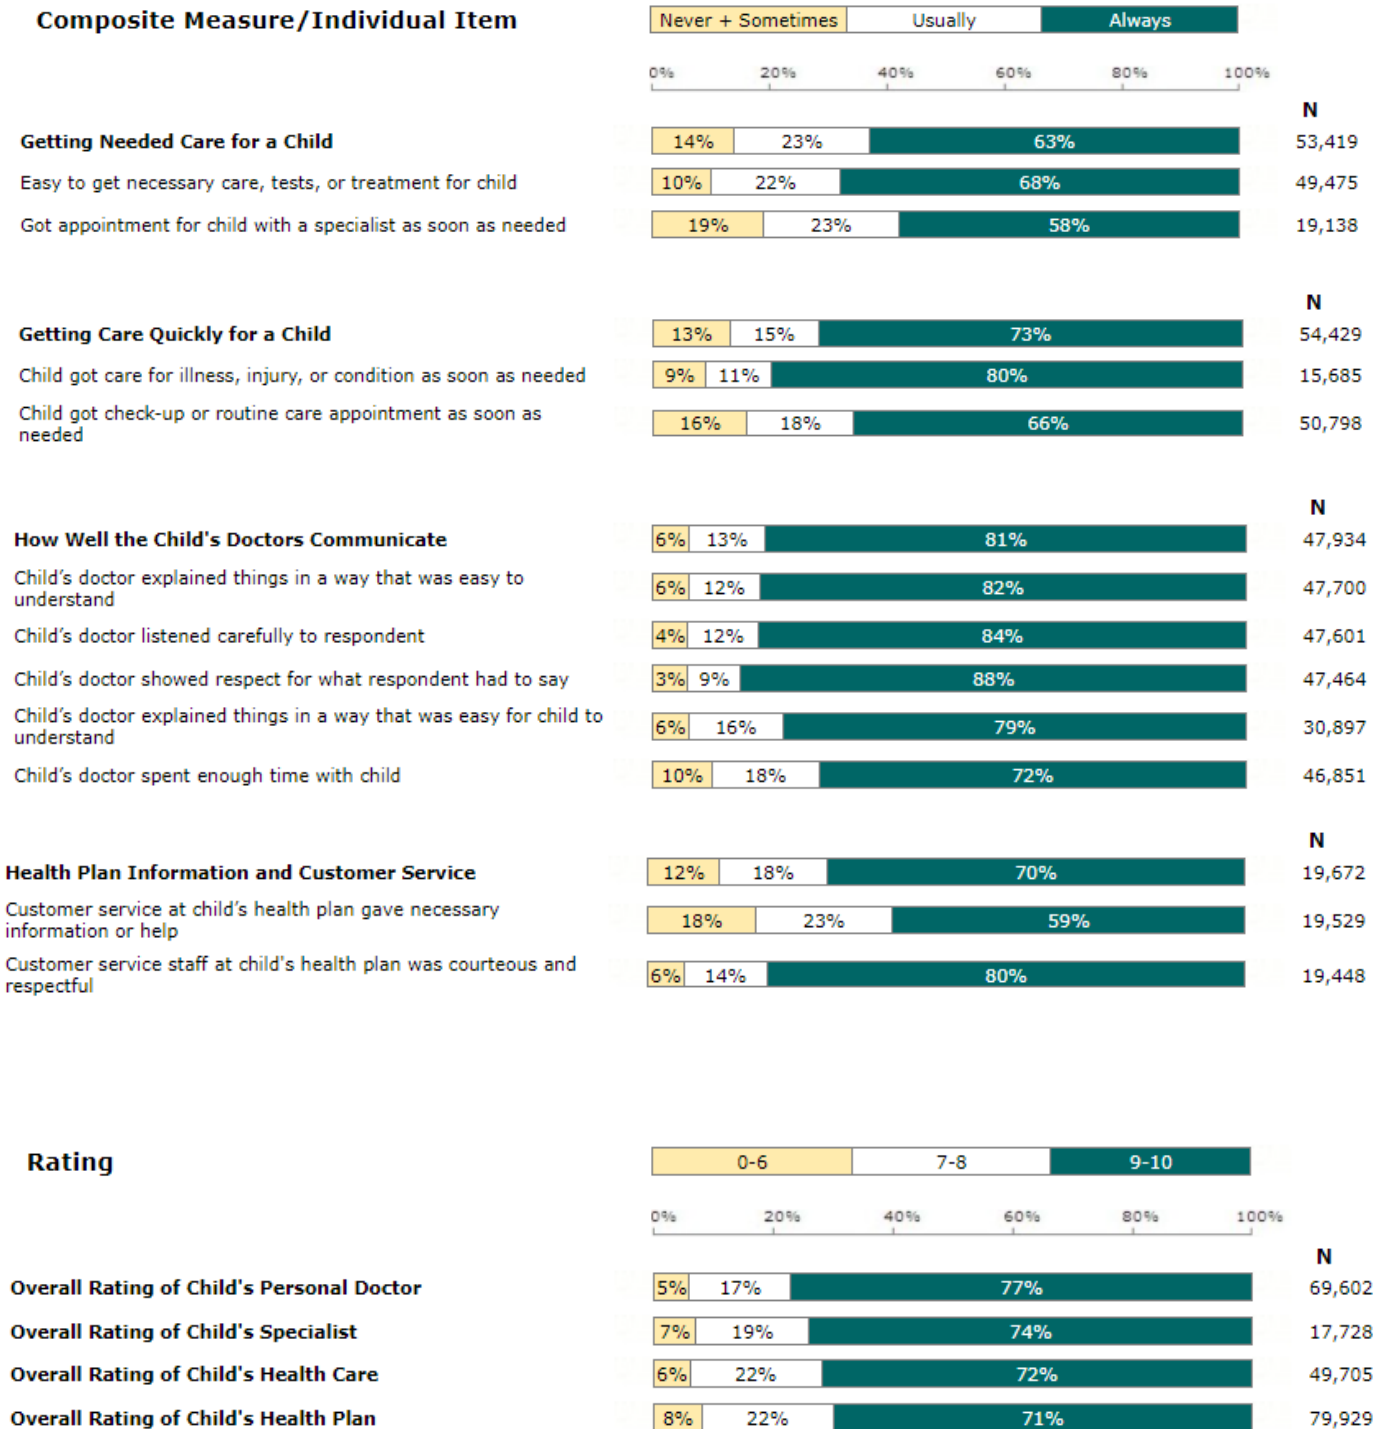 Composite Measure/Individual Item
Never + Sometimes Usually Always
0% 20% 40% 60% 80% 100%
N
Getting Needed Care for a Child 14% 23% 63% 53,419
Easy to get necessary care, tests, or treatment for child 10% 22% 68% 49,475
Got appointment for child with a specialist as soon as needed 19% 23% 58% 19,138
N
Getting Care Quickly for a Child 13% 15% 73% 54,429
Child got care for illness, injury, or condition as soon as needed 9% 11% 80% 15,685
Child got check-up or routine care appointment as soon as
needed 16% 18% 66% 50,798
N
How Well the Child's Doctors Communicate 6% 13% 81% 47,934
Child’s doctor explained things in a way that was easy to
understand 6% 12% 82% 47,700
Child’s doctor listened carefully to respondent 4% 12% 84% 47,601
Child’s doctor showed respect for what respondent had to say 3% 9% 88% 47,464
Child’s doctor explained things in a way that was easy for child to
understand 6% 16% 79% 30,897
Child’s doctor spent enough time with child 10% 18% 72% 46,851
N
Health Plan Information and Customer Service 12% 18% 70% 19,672
Customer service at child’s health plan gave necessary
information or help 18% 23% 59% 19,529
Customer service staff at child's health plan was courteous and
respectful 6% 14% 80% 19,448
Rating
0-6 7-8 9-10
0% 20% 40% 60% 80% 100%
N
Overall Rating of Child's Personal Doctor 5% 17% 77% 69,602
Overall Rating of Child's Specialist 7% 19% 74% 17,728
Overall Rating of Child's Health Care 6% 22% 72% 49,705
Overall Rating of Child's Health Plan 8% 22% 71% 79,929